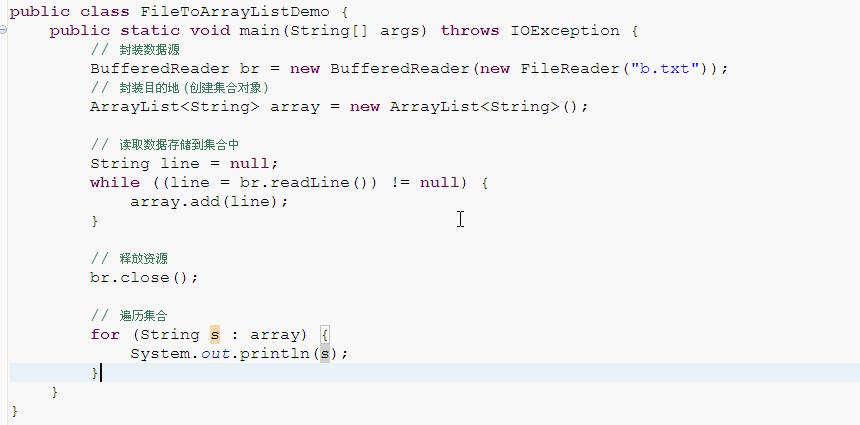 public class FileToArrayListDemo {
    public static void main(String[] args) throws IOException {
        // 封装数据源
        BufferedReader br = new BufferedReader(new FileReader("b.txt"));
        // 封装目的地(创建集合对象)
        ArrayList<String> array = new ArrayList<String>();

        // 读取数据存储到集合中
        String line = null;
        while ((line = br.readLine()) != null) {
            array.add(line);
        }

        // 释放资源
        br.close();

        // 遍历集合
        for (String s : array) {
            System.out.println(s);
        }
    }
}